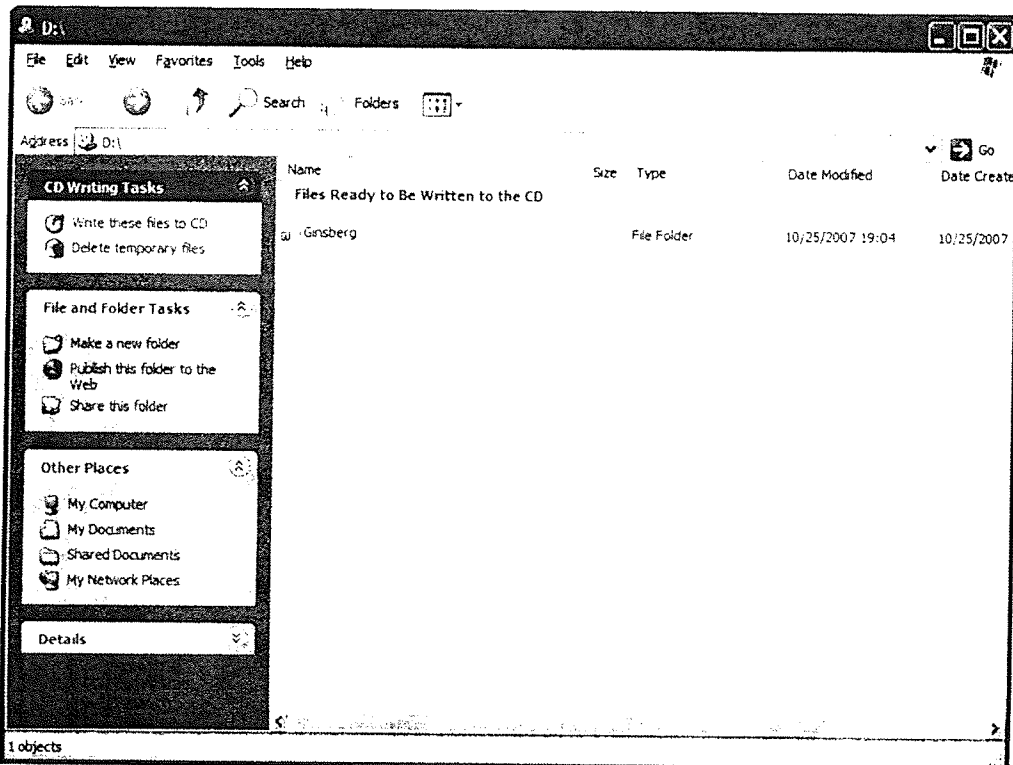 D:\
File Edit View Favorites Tools Help
Search Folders
Address D:\ Go
Name Size Type Date Modified Date Create
Files Ready to Be Written to the CD
Ginsberg File Folder 10/25/2007 19:04 10/25/2007
CD Writing Tasks
Write these files to CD
Delete temporary files
File and Folder Tasks
Make a new folder
Publish this folder to the
Web
Share this folder
Other Places
My Computer
My Documents
Shared Documents
My Network Places
Details
1 objects